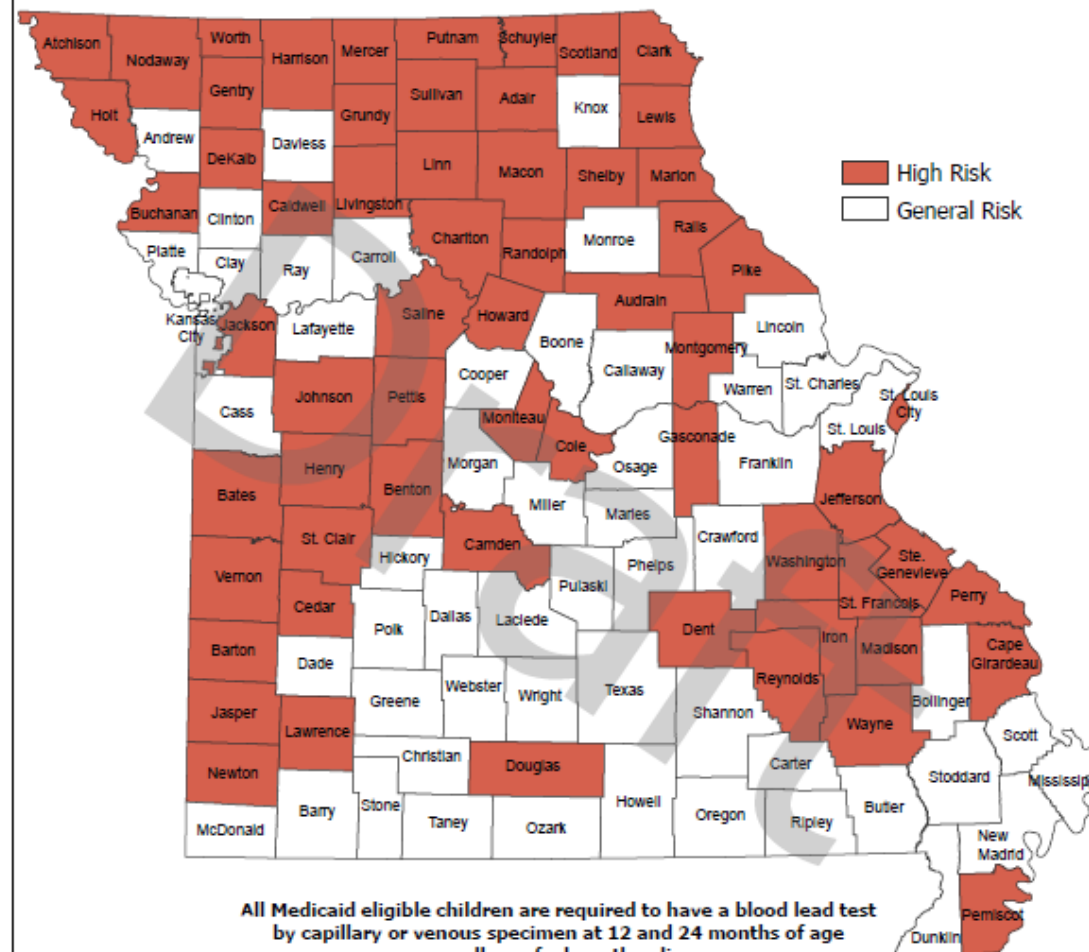 Atchison
Nodaway
Worth
Harrison
Mercer
Putnam
Schuyler
Scotland
Clark
Holt
Gentry
Grundy
Sullivan
Adair
Knox
Lewis
Andrew
DeKalb
Daviess
Linn
Macon
Shelby
Marion
High Risk
General Risk
Buchanan
Clinton
Caldwell
Livingston
Chariton
Randolph
Monroe
Ralls
Pike
Platte
Clay
Ray
Carroll
Kansas
City
Jackson
Lafayette
Saline
Howard
Boone
Audrain
Callaway
Montgomery
Lincoln
Warren
St. Charles
St. Louis
City
St. Louis
Cass
Johnson
Pettis
Cooper
Moniteau
Cole
Osage
Gasconade
Franklin
Jefferson
Bates
Henry
Benton
Morgan
Miller
Maries
Crawford
Washington
Ste.
Genevieve
St. Francois
Perry
Vernon
St. Clair
Hickory
Camden
Pulaski
Phelps
Dent
Iron
Madison
Cape
Girardeau
Barton
Cedar
Polk
Dallas
Laclede
Texas
Reynolds
Bollinger
Jasper
Dade
Greene
Webster
Wright
Shannon
Wayne
Scott
Newton
Lawrence
Christian
Douglas
Carter
Stoddard
McDonald
Barry
Stone
Taney
Ozark
Howell
Oregon
Ripley
Butler
New
Madrid
Pemiscot
Dunklin
Draft
All Medicaid eligible children are required to have a blood lead test
by capillary or venous specimen at 12 and 24 months of age